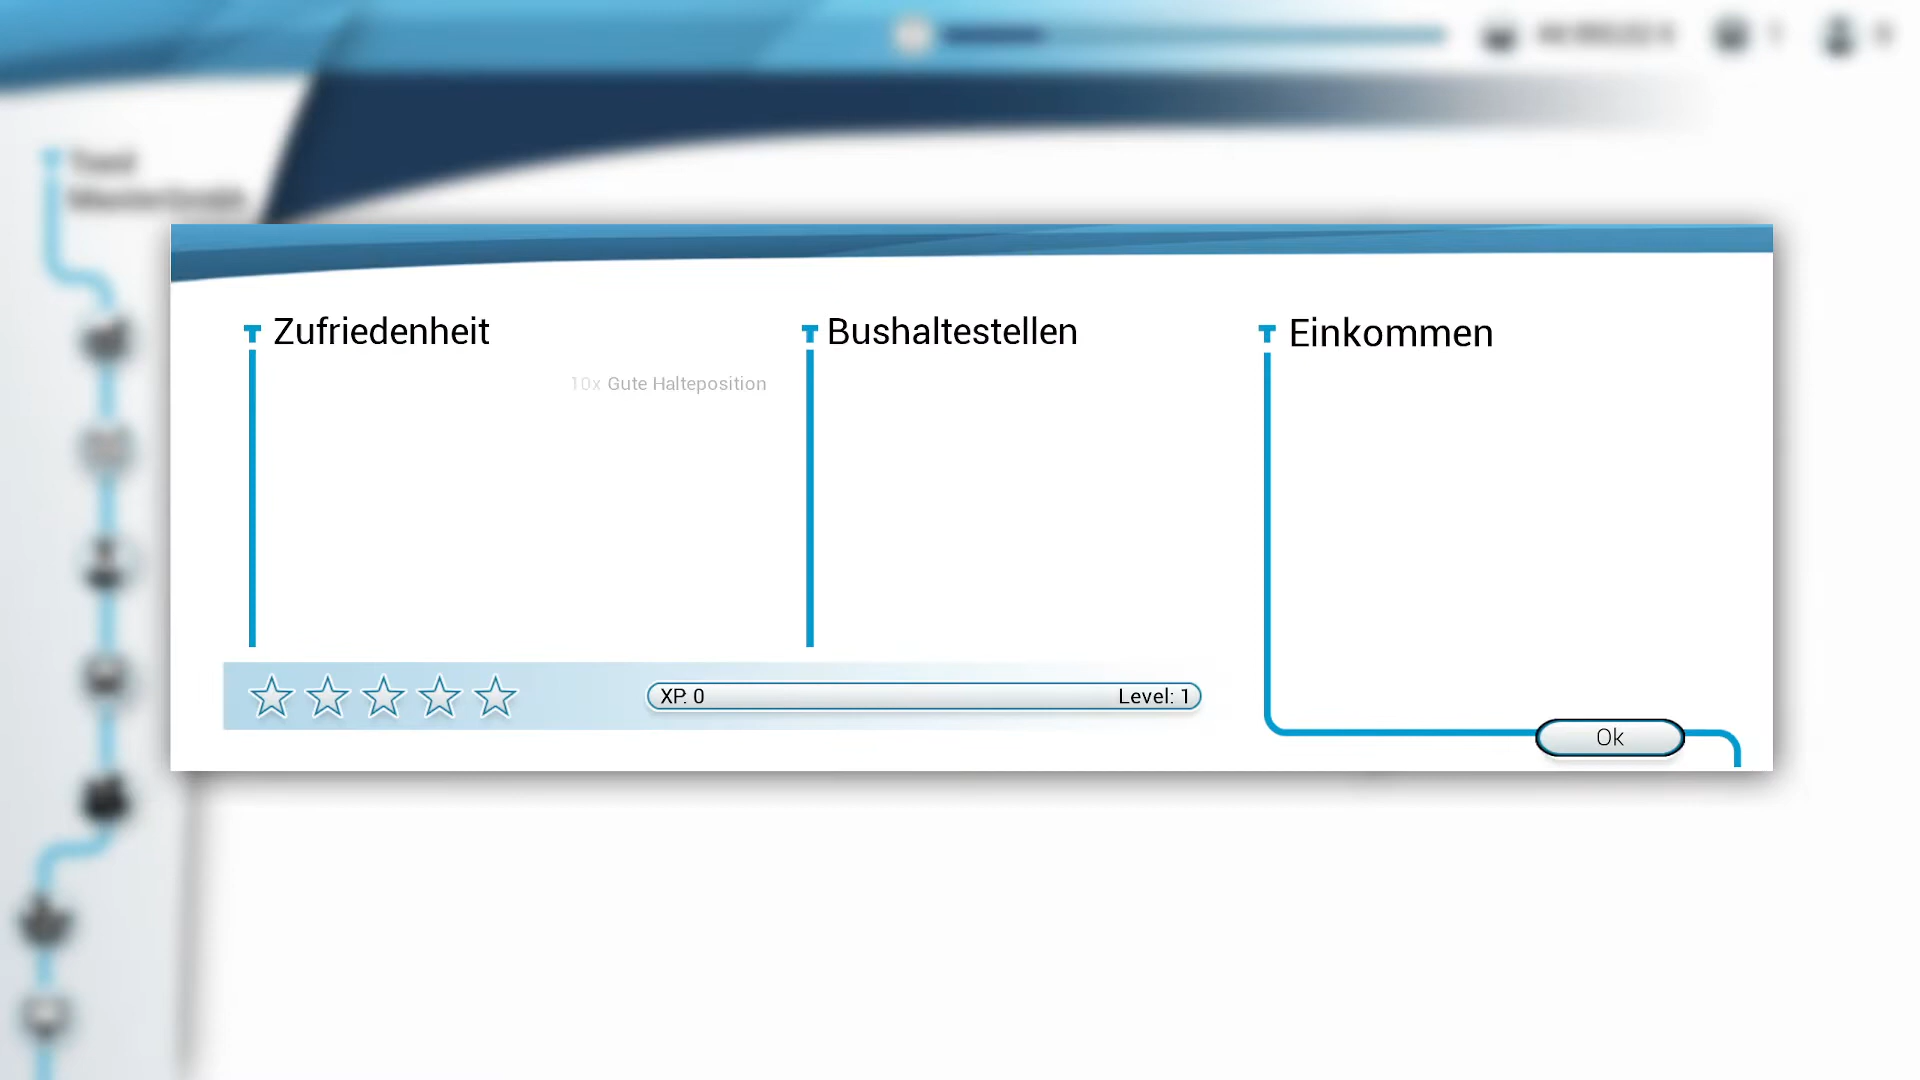 Zufriedenheit
10x Gute Halteposition
Bushaltestellen
Einkommen
XP: 0
Level: 1
Ok